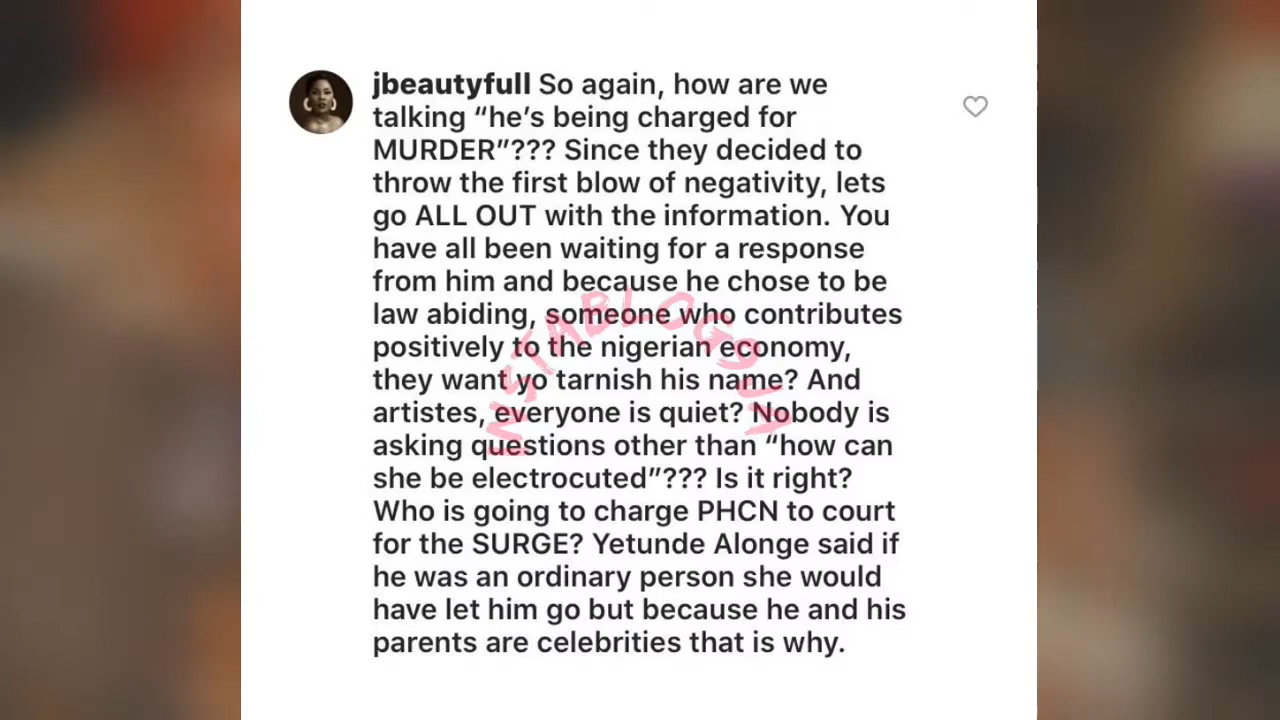 jbeautyfull So again, how are we
talking “he’s being charged for
MURDER”??? Since they decided to
throw the first blow of negativity, lets
go ALL OUT with the information. You
have all been waiting for a response
from him and because he chose to be
law abiding, someone who contributes
positively to the nigerian economy,
they want yo tarnish his name? And
artistes, everyone is quiet? Nobody is
asking questions other than “how can
she be electrocuted”??? Is it right?
Who is going to charge PHCN to court
for the SURGE? Yetunde Alonge said if
he was an ordinary person she would
have let him go but because he and his
parents are celebrities that is why.
INSTABLOG9JA